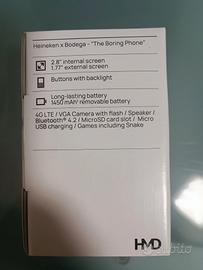 Heineken x Bodega - "The Boring Phone"
2.8" internal screen
1.77" external screen
Buttons with backlight
Long-lasting battery
1450 mAh¹ removable battery
4G LTE / VGA Camera with flash / Speaker /
Bluetooth® 4.2 / MicroSD card slot / Micro
USB charging / Games including Snake
HMD
subito